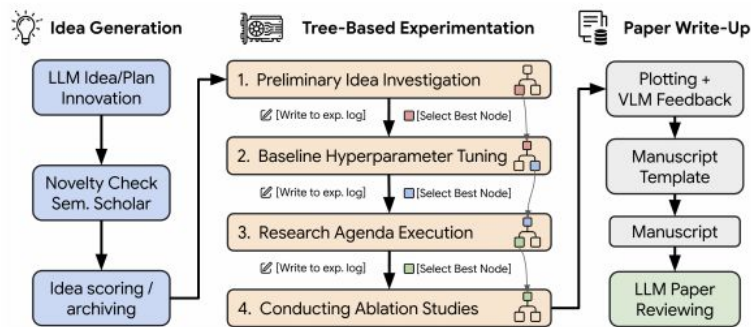 Idea Generation
LLM Idea/Plan
Innovation
Novelty Check
Sem. Scholar
Idea scoring /
archiving
Tree-Based Experimentation
1. Preliminary Idea Investigation
[Write to exp. log]
[Select Best Node]
2. Baseline Hyperparameter Tuning
[Write to exp. log]
[Select Best Node]
3. Research Agenda Execution
[Write to exp. log]
[Select Best Node]
4. Conducting Ablation Studies
Paper Write-Up
Plotting +
VLM Feedback
Manuscript
Template
Manuscript
LLM Paper
Reviewing